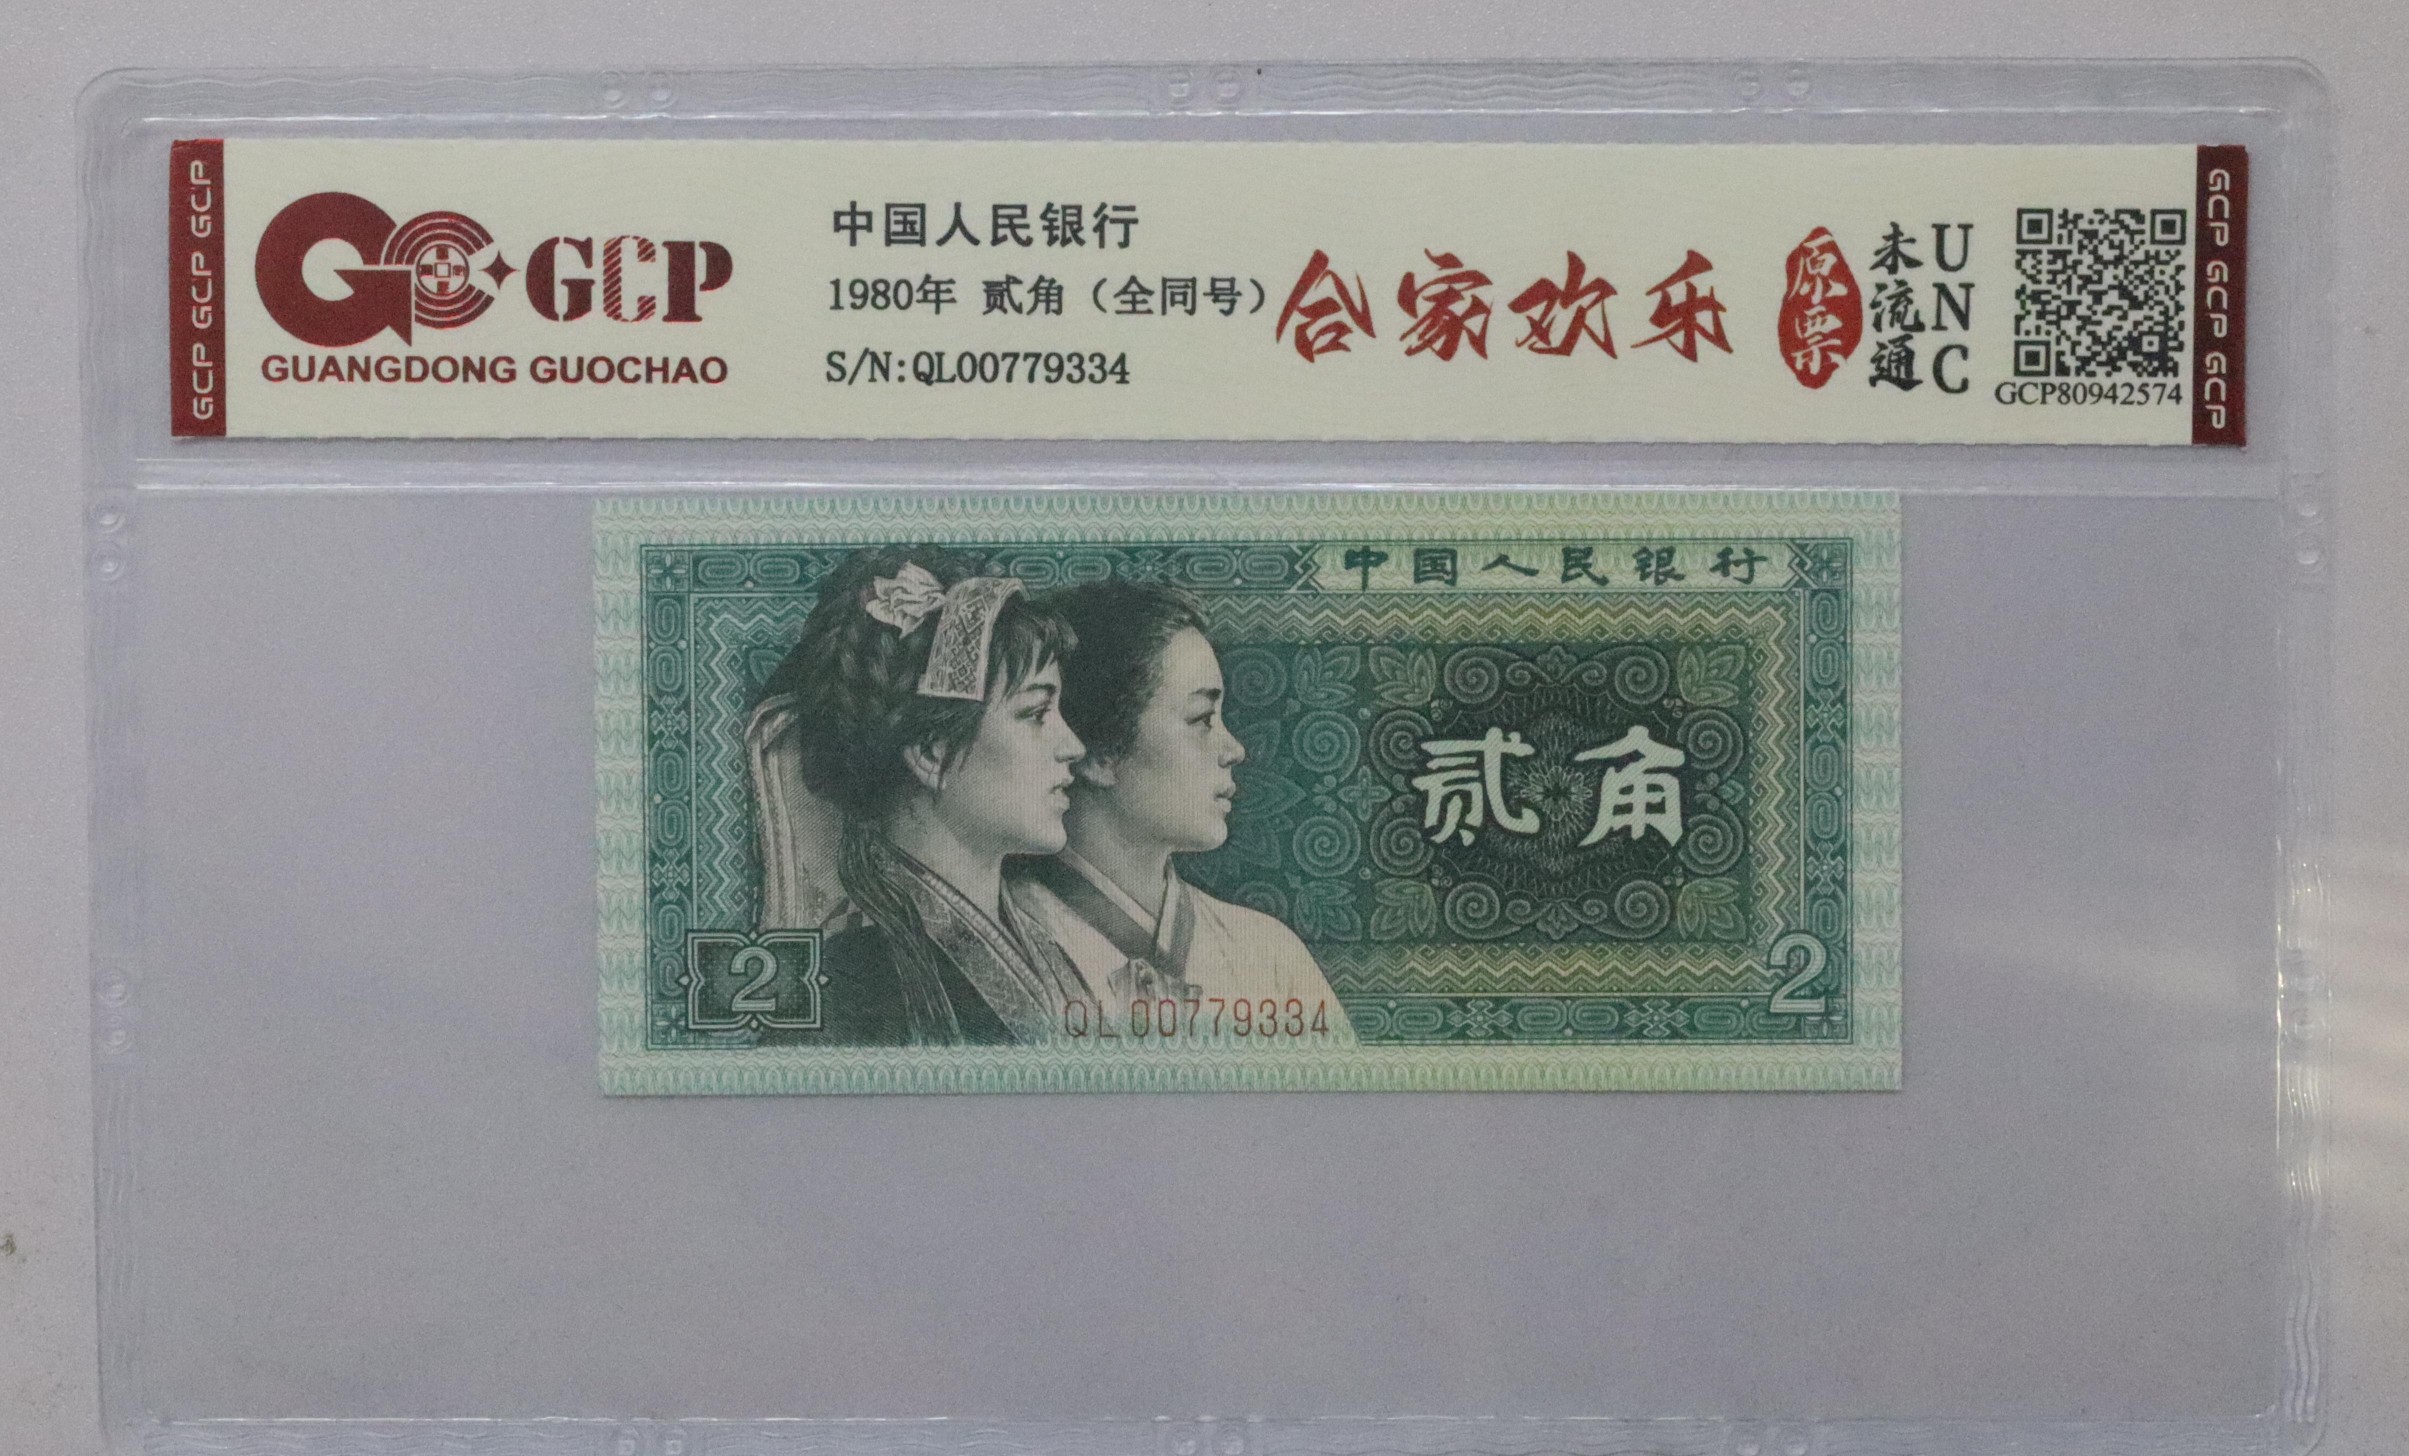 GCP GCP GCP
GCP
GUANGDONG GUOCHAO
中国人民银行
1980年 贰角（全同号）
S/N:QL00779334
合家欢乐
原票
未流通
UNC
GCP80942574
GCP GCP GCP
中国人民银行
贰角
2
2
QL00779334